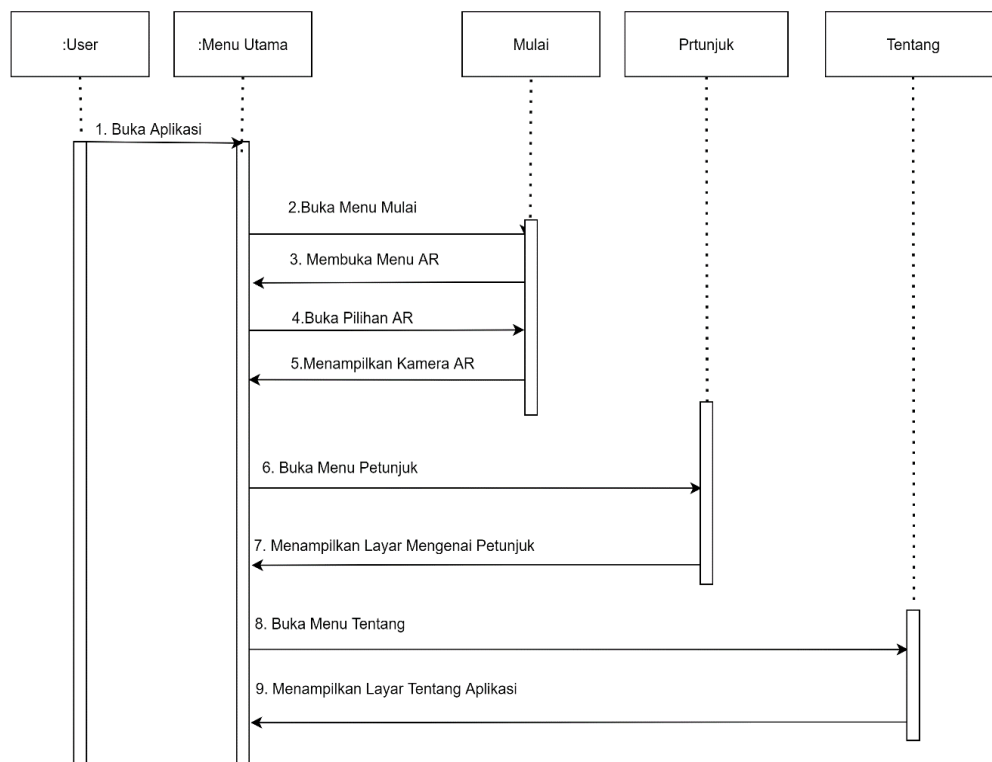 :User
:Menu Utama
Mulai
Prtunjuk
Tentang
1. Buka Aplikasi
2.Buka Menu Mulai
3. Membuka Menu AR
4.Buka Pilihan AR
5.Menampilkan Kamera AR
6. Buka Menu Petunjuk
7. Menampilkan Layar Mengenai Petunjuk
8. Buka Menu Tentang
9. Menampilkan Layar Tentang Aplikasi